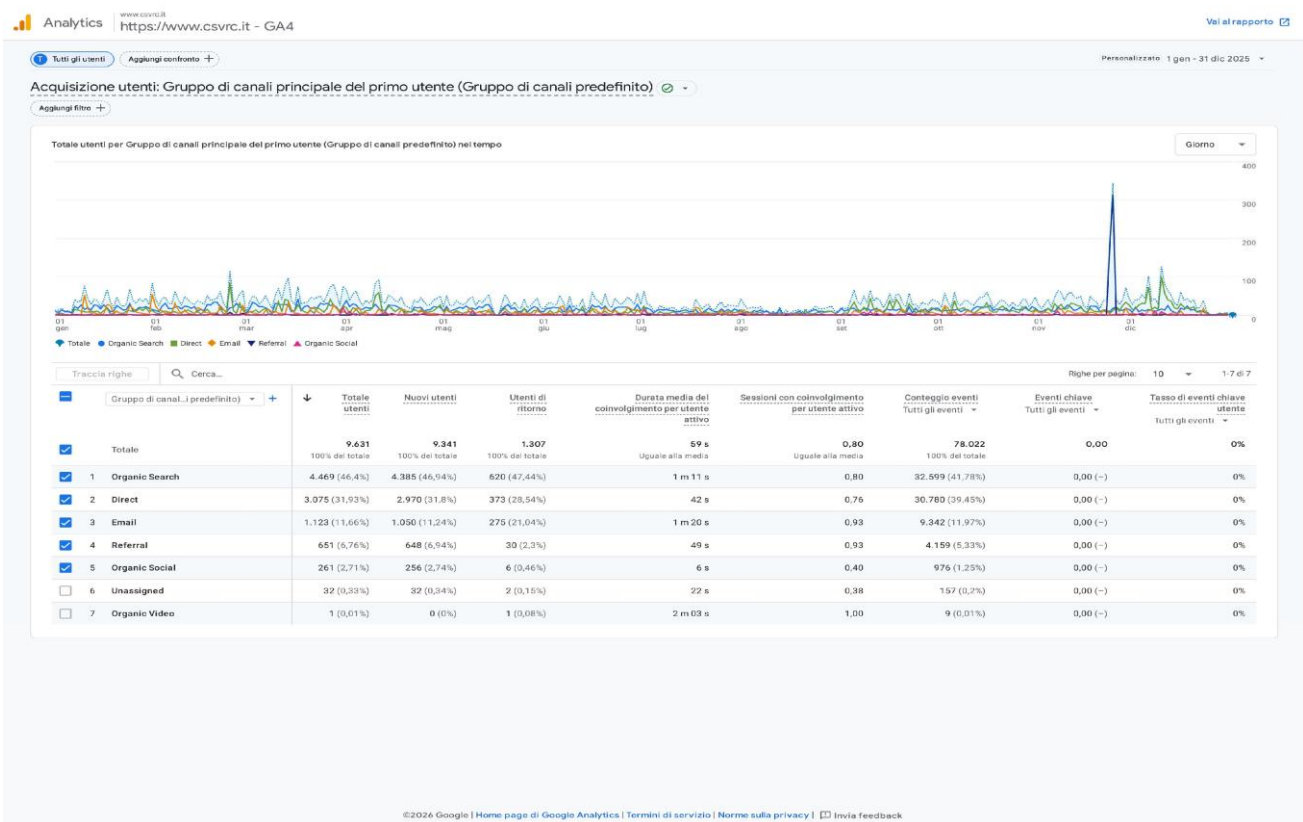 www.csvrc.it
Analytics
https://www.csvrc.it - GA4
Vai al rapporto
T Tutti gli utenti
Aggiungi confronto +
Personalizzato 1 gen - 31 dic 2025
Acquisizione utenti: Gruppo di canali principale del primo utente (Gruppo di canali predefinito)
Aggiungi filtro +
Totale utenti per Gruppo di canali principale del primo utente (Gruppo di canali predefinito) nel tempo
Giorno
400
300
200
100
0
01 gen
01 feb
01 mar
01 apr
01 mag
01 giu
01 lug
01 ago
01 set
01 ott
01 nov
01 dic
Totale Organic Search Direct Email Referral Organic Social
Traccia righe
Cerca...
Righe per pagina: 10 1-7 di 7
Gruppo di canal...i predefinito) +
Totale utenti
Nuovi utenti
Utenti di ritorno
Durata media del coinvolgimento per utente attivo
Sessioni con coinvolgimento per utente attivo
Conteggio eventi
Tutti gli eventi
Eventi chiave
Tutti gli eventi
Tasso di eventi chiave utente
Tutti gli eventi
Totale 9.631 9.341 1.307 59 s 0,80 78.022 0,00 0%
100% del totale 100% del totale 100% del totale Uguale alla media Uguale alla media 100% del totale
1 Organic Search 4.469 (46,4%) 4.385 (46,94%) 620 (47,44%) 1 m 11 s 0,80 32.599 (41,78%) 0,00 (-) 0%
2 Direct 3.075 (31,93%) 2.970 (31,8%) 373 (28,54%) 42 s 0,76 30.780 (39,45%) 0,00 (-) 0%
3 Email 1.123 (11,66%) 1.050 (11,24%) 275 (21,04%) 1 m 20 s 0,93 9.342 (11,97%) 0,00 (-) 0%
4 Referral 651 (6,76%) 648 (6,94%) 30 (2,3%) 49 s 0,93 4.159 (5,33%) 0,00 (-) 0%
5 Organic Social 261 (2,71%) 256 (2,74%) 6 (0,46%) 6 s 0,40 976 (1,25%) 0,00 (-) 0%
6 Unassigned 32 (0,33%) 32 (0,34%) 2 (0,15%) 22 s 0,38 157 (0,2%) 0,00 (-) 0%
7 Organic Video 1 (0,01%) 0 (0%) 1 (0,08%) 2 m 03 s 1,00 9 (0,01%) 0,00 (-) 0%
©2026 Google | Home page di Google Analytics | Termini di servizio | Norme sulla privacy | Invia feedback